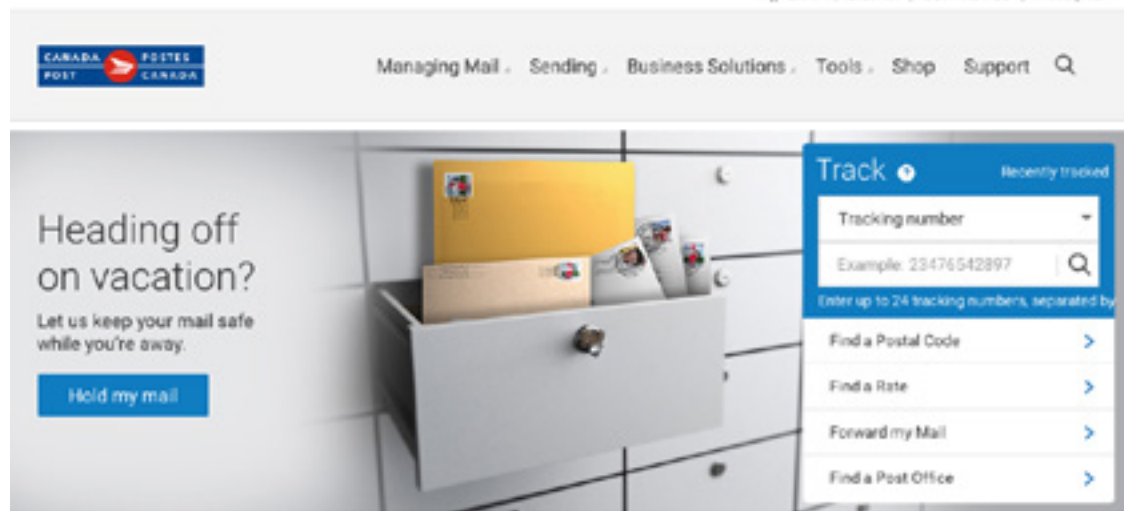 CANADA POSTES
POST CANADA
Managing Mail Sending Business Solutions Tools Shop Support
Heading off
on vacation?
Let us keep your mail safe
while you're away.
Hold my mail
Track
Recently tracked
Tracking number
Example: 23476542897
Enter up to 24 tracking numbers, separated by
Find a Postal Code
Find a Rate
Forward my Mail
Find a Post Office